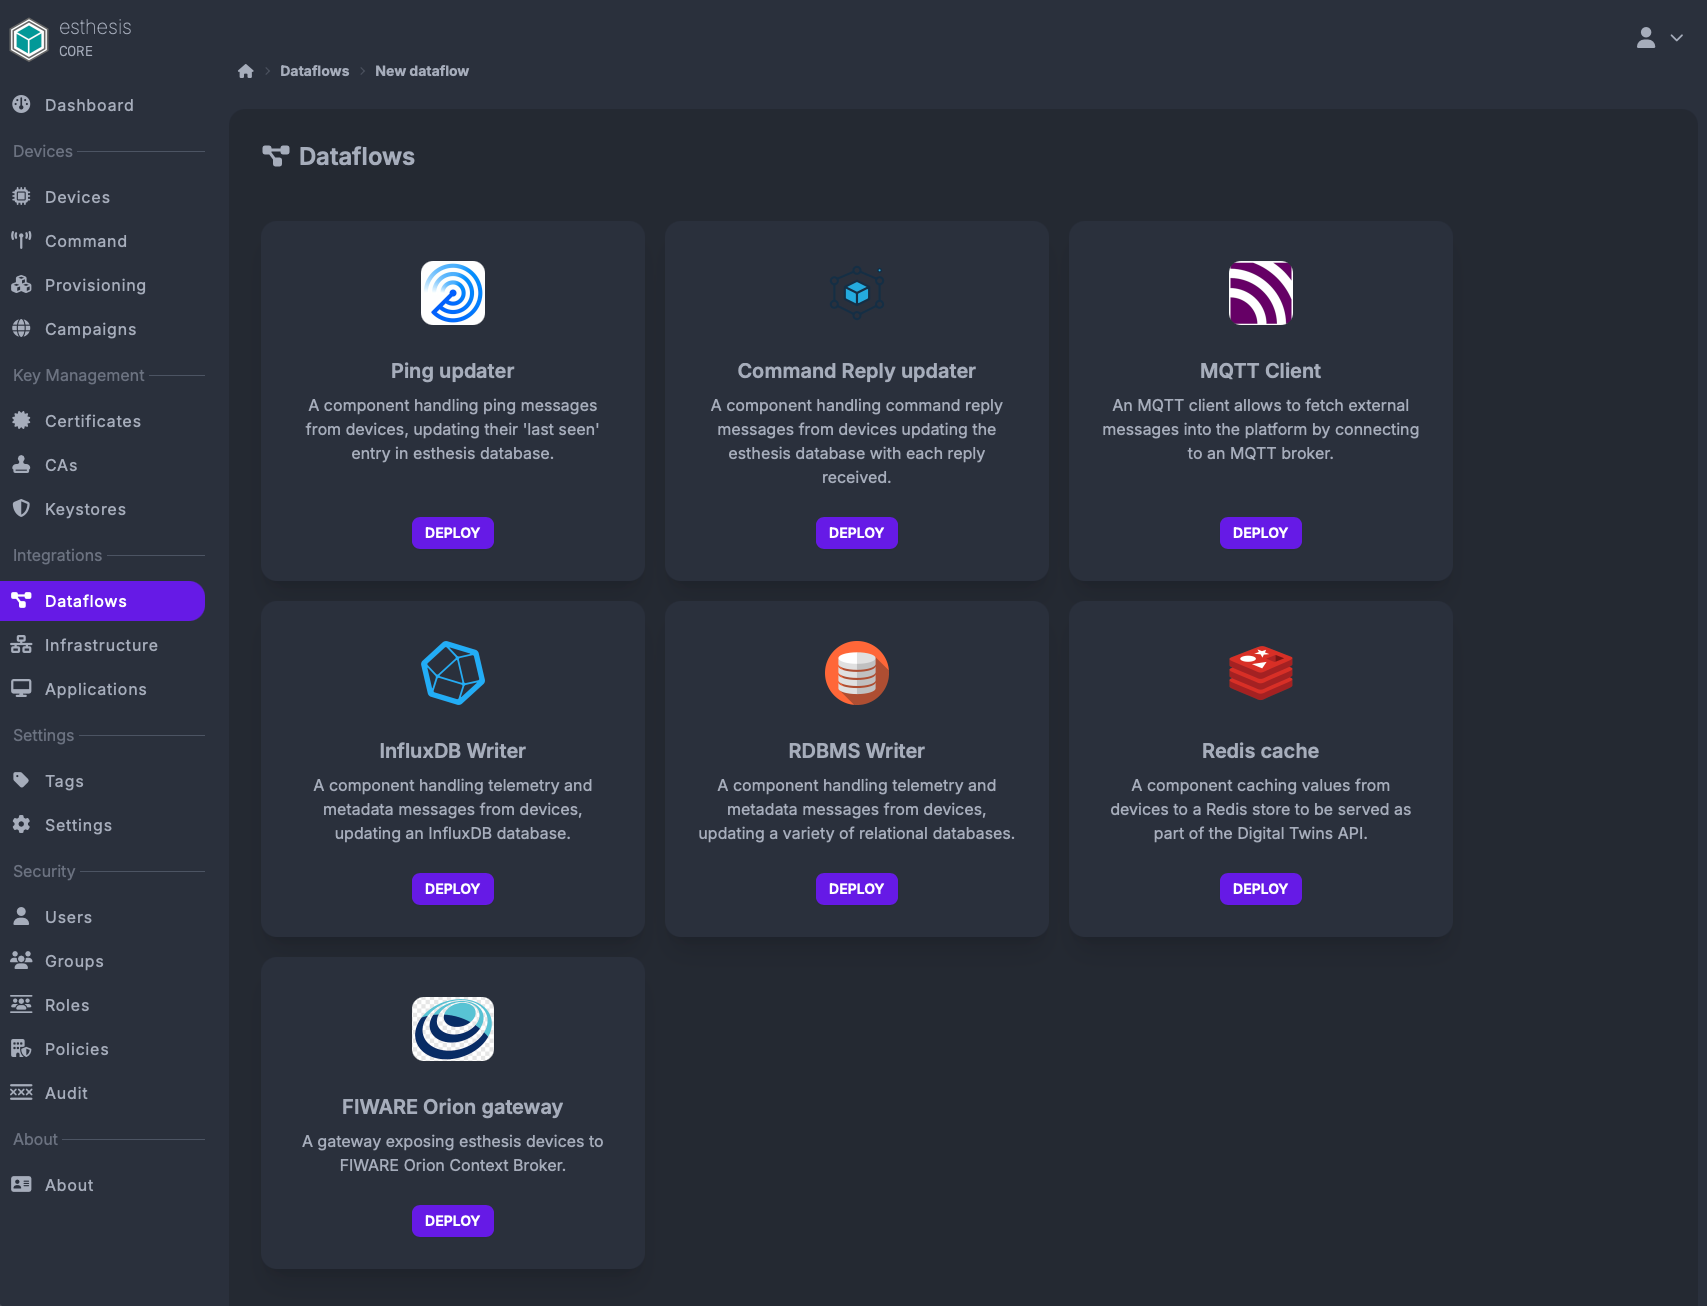 esthesis
CORE
Dashboard
Devices
Devices
Command
Provisioning
Campaigns
Key Management
Certificates
CAs
Keystores
Integrations
Dataflows
Infrastructure
Applications
Settings
Tags
Settings
Security
Users
Groups
Roles
Policies
Audit
About
About
Dataflows
New dataflow
Dataflows
Ping updater
A component handling ping messages
from devices, updating their 'last seen'
entry in esthesis database.
DEPLOY
Command Reply updater
A component handling command reply
messages from devices updating the
esthesis database with each reply
received.
DEPLOY
MQTT Client
An MQTT client allows to fetch external
messages into the platform by connecting
to an MQTT broker.
DEPLOY
InfluxDB Writer
A component handling telemetry and
metadata messages from devices,
updating an InfluxDB database.
DEPLOY
RDBMS Writer
A component handling telemetry and
metadata messages from devices,
updating a variety of relational databases.
DEPLOY
Redis cache
A component caching values from
devices to a Redis store to be served as
part of the Digital Twins API.
DEPLOY
FIWARE Orion gateway
A gateway exposing esthesis devices to
FIWARE Orion Context Broker.
DEPLOY